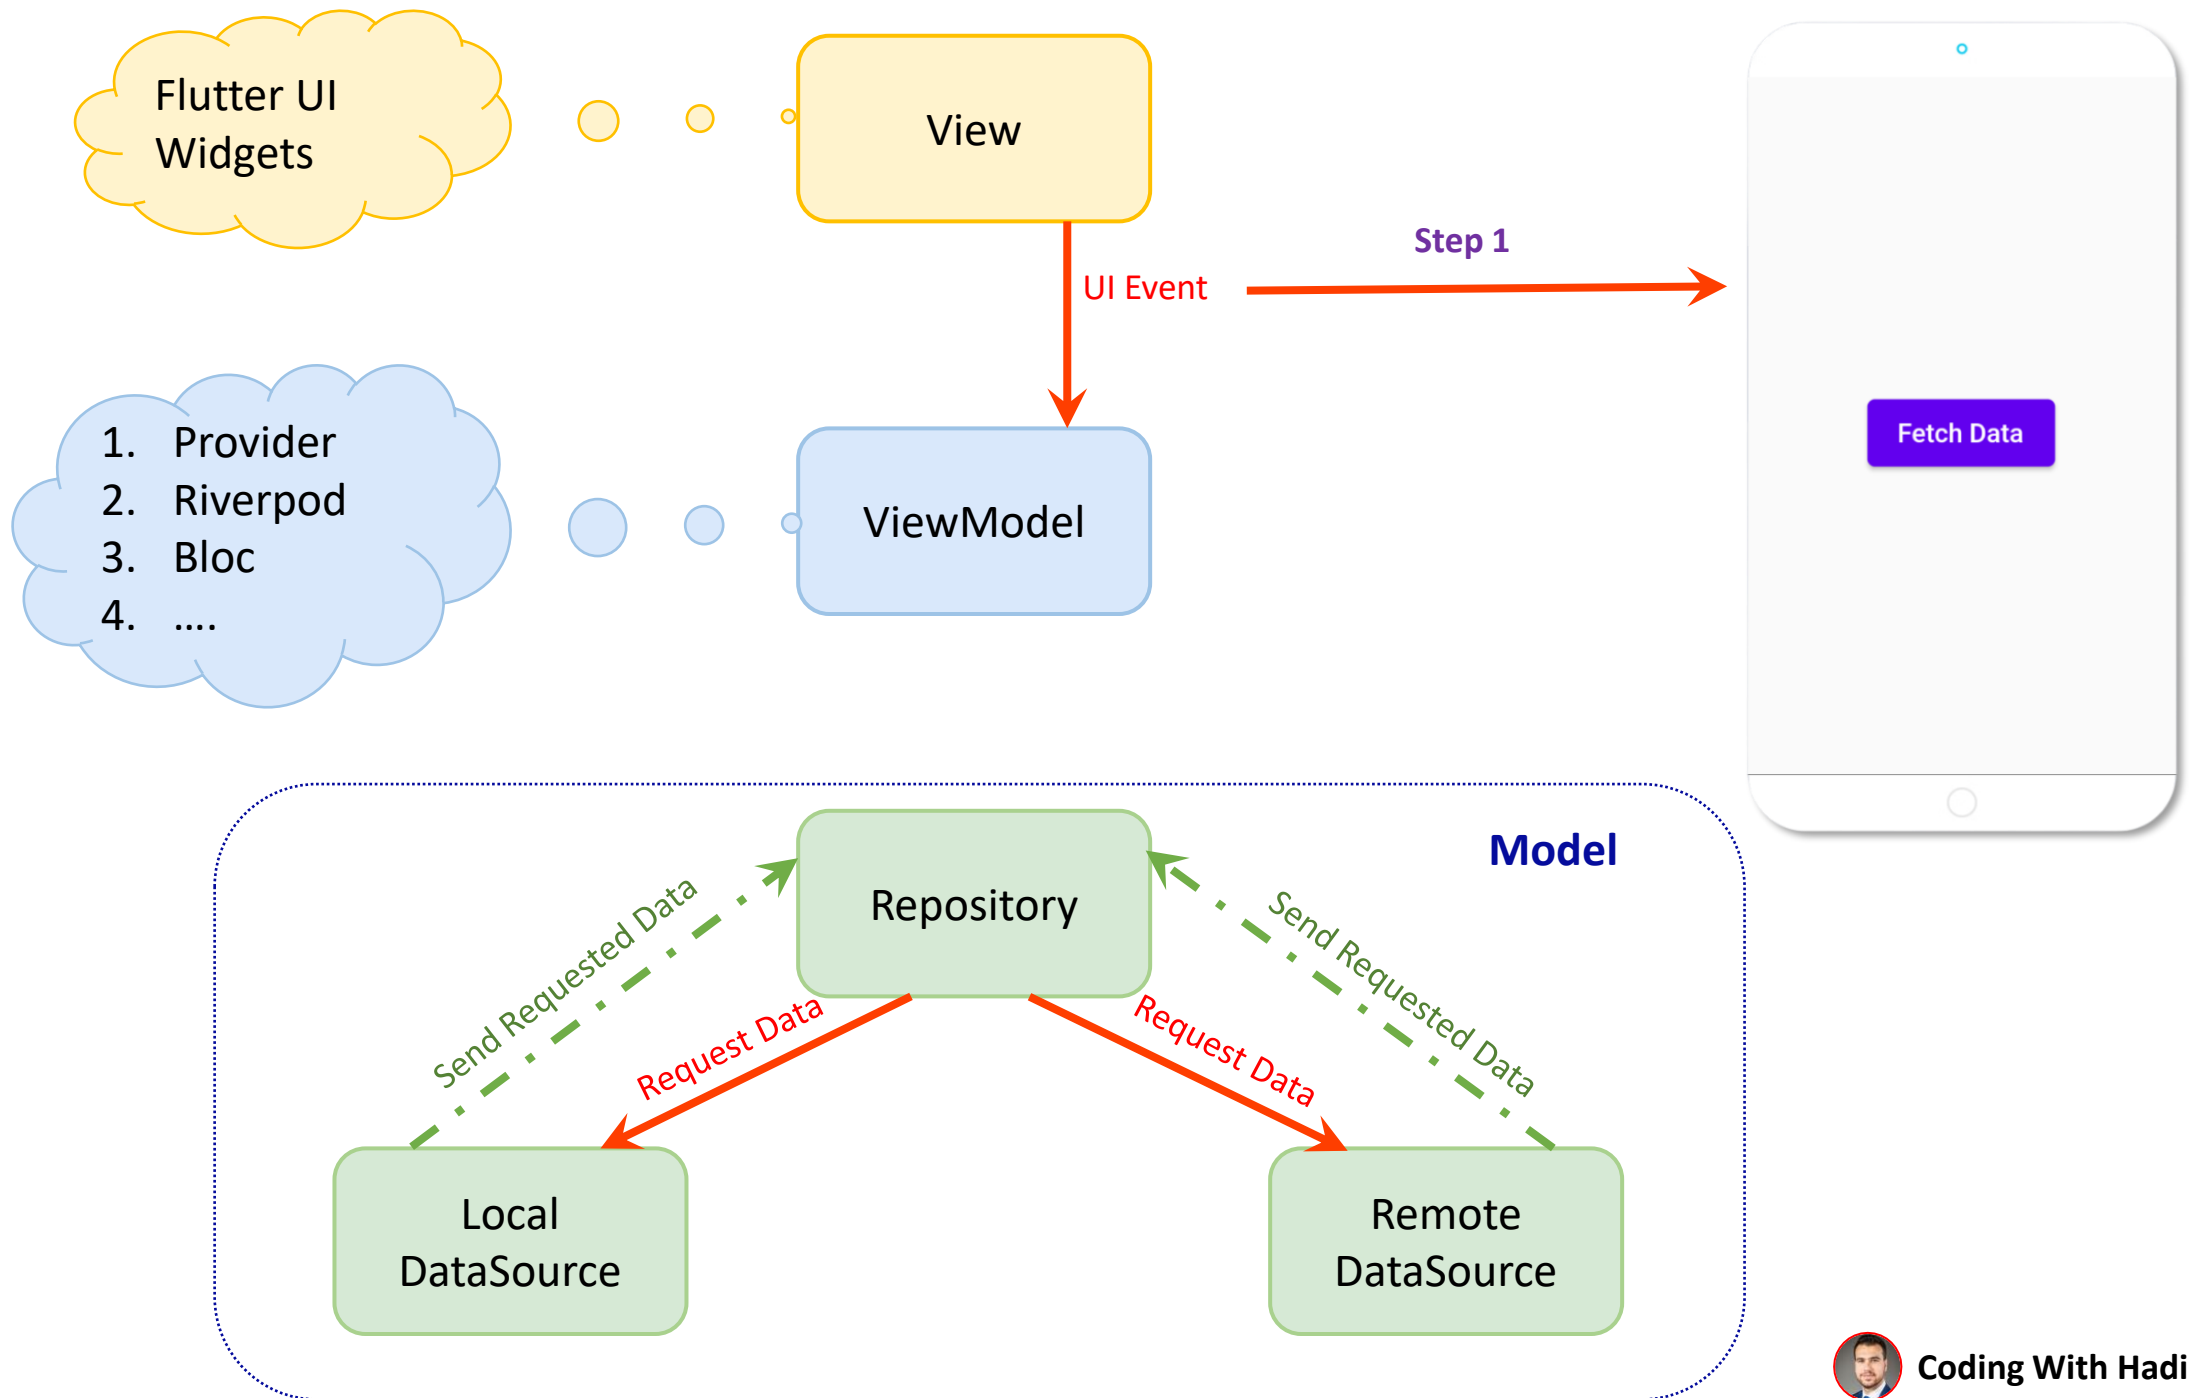 Flutter UI
Widgets
View
Step 1
UI Event
1. Provider
2. Riverpod
3. Bloc
4. ....
ViewModel
Fetch Data
Model
Repository
Send Requested Data
Request Data
Request Data
Send Requested Data
Local
DataSource
Remote
DataSource
Coding With Hadi